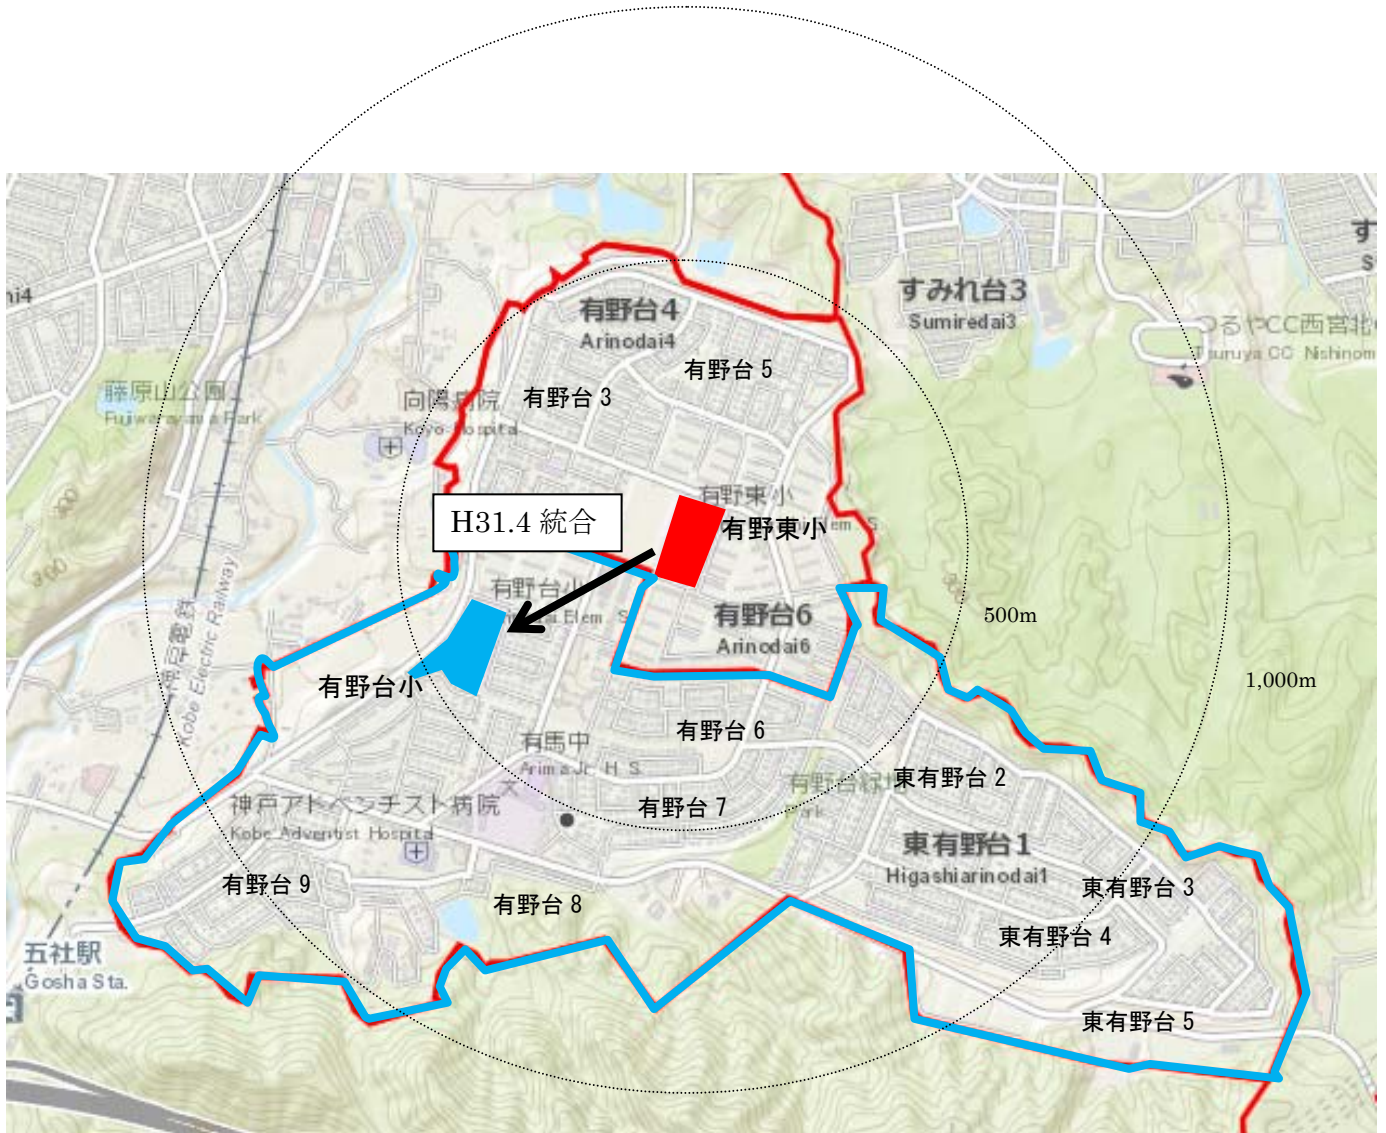 すみれ台3
Sumiredai3
有野台4
Arinodai4
有野台 5
有野台 3
藤原山公園
Fujiwarayama Park
向陽病院
Koyo Hospital
有野東小
有野東小
H31.4 統合
有野台小
有野台小
有野台6
Arinodai6
500m
1,000m
神戸電鉄
Kobe Electric Railway
有野台 6
有馬中
Arima Jr. H S
東有野台 2
有野台 7
神戸アドベンチスト病院
Kobe Adventist Hospital
東有野台1
Higashiarinodai1
有野台 9
有野台 8
東有野台 3
東有野台 4
五社駅
Gosha Sta.
東有野台 5